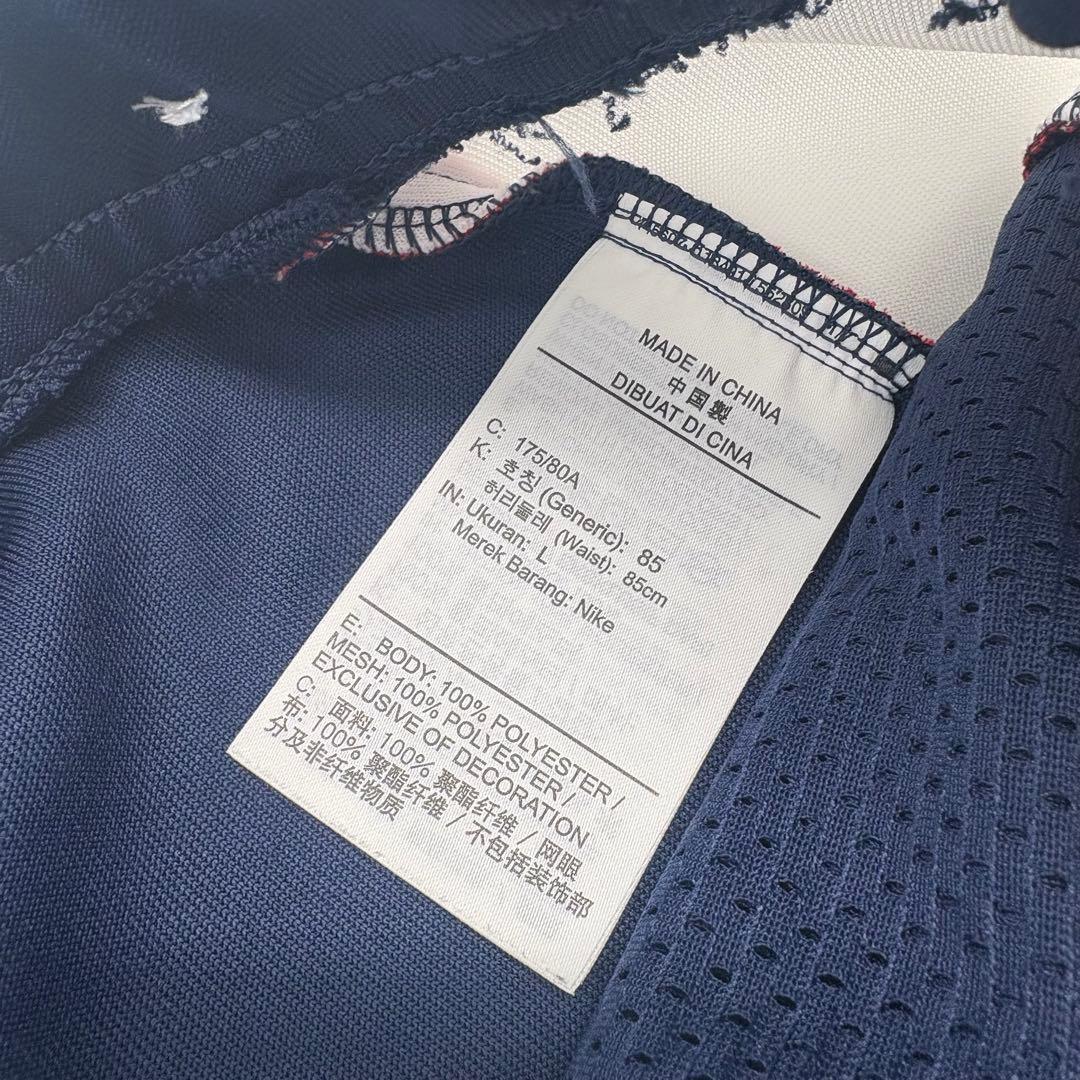 MADE IN CHINA
中国製
DIBUAT DI CINA
C: 175/80A
K: 호칭 (Generic): 85
허리둘레 (Waist): 85cm
IN: Ukuran: L
Merek Barang: Nike
E: BODY: 100% POLYESTER /
MESH: 100% POLYESTER /
EXCLUSIVE OF DECORATION
C: 面料: 100% 聚酯纤维 / 网眼
布: 100% 聚酯纤维 / 不包括装饰部
分及非纤维物质